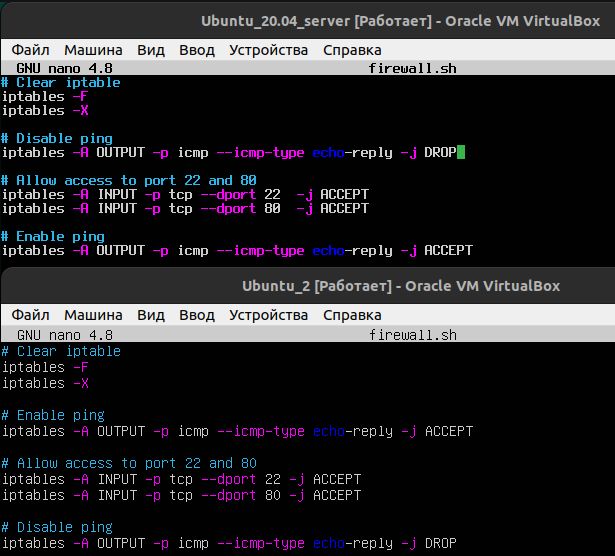 Ubuntu_20.04_server [Работает] - Oracle VM VirtualBox
Файл Машина Вид Ввод Устройства Справка
GNU nano 4.8 firewall.sh
# Clear iptable
iptables -F
iptables -X
# Disable ping
iptables -A OUTPUT -p icmp --icmp-type echo-reply -j DROP
# Allow access to port 22 and 80
iptables -A INPUT -p tcp --dport 22  -j ACCEPT
iptables -A INPUT -p tcp --dport 80  -j ACCEPT
# Enable ping
iptables -A OUTPUT -p icmp --icmp-type echo-reply -j ACCEPT
Ubuntu_2 [Работает] - Oracle VM VirtualBox
Файл Машина Вид Ввод Устройства Справка
GNU nano 4.8 firewall.sh
# Clear iptable
iptables -F
iptables -X
# Enable ping
iptables -A OUTPUT -p icmp --icmp-type echo-reply -j ACCEPT
# Allow access to port 22 and 80
iptables -A INPUT -p tcp --dport 22 -j ACCEPT
iptables -A INPUT -p tcp --dport 80 -j ACCEPT
# Disable ping
iptables -A OUTPUT -p icmp --icmp-type echo-reply -j DROP